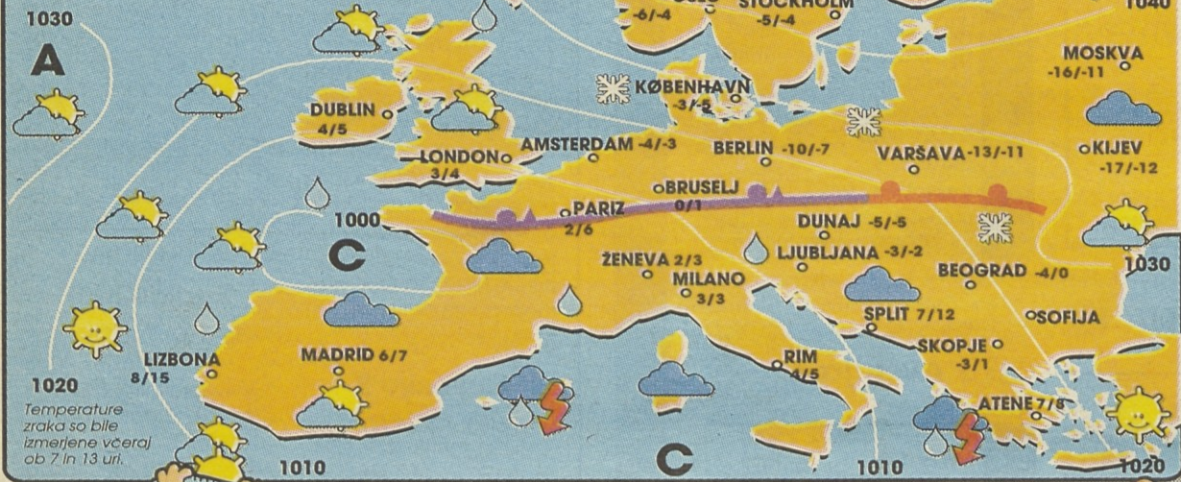 1030
A
-6/-4
STOCKHOLM
-5/-4
1040
MOSKVA
-16/-11
KØBENHAVN
-3/-5
DUBLIN
4/5
LONDON
3/4
AMSTERDAM -4/-3
BERLIN -10/-7
VARŠAVA -13/-11
KIJEV
-17/-12
BRUSELJ
0/1
1000
C
PARIZ
2/6
DUNAJ -5/-5
LJUBLJANA -3/-2
ŽENEVA 2/3
MILANO
3/3
BEOGRAD -4/0
1030
SPLIT 7/12
SOFIJA
SKOPJE
-3/1
LIZBONA
8/15
MADRID 6/7
RIM
4/5
ATENE 7/8
1020
Temperature
zraka so bile
izmerjene včeraj
ob 7 in 13 uri.
1010
C
1010
1020